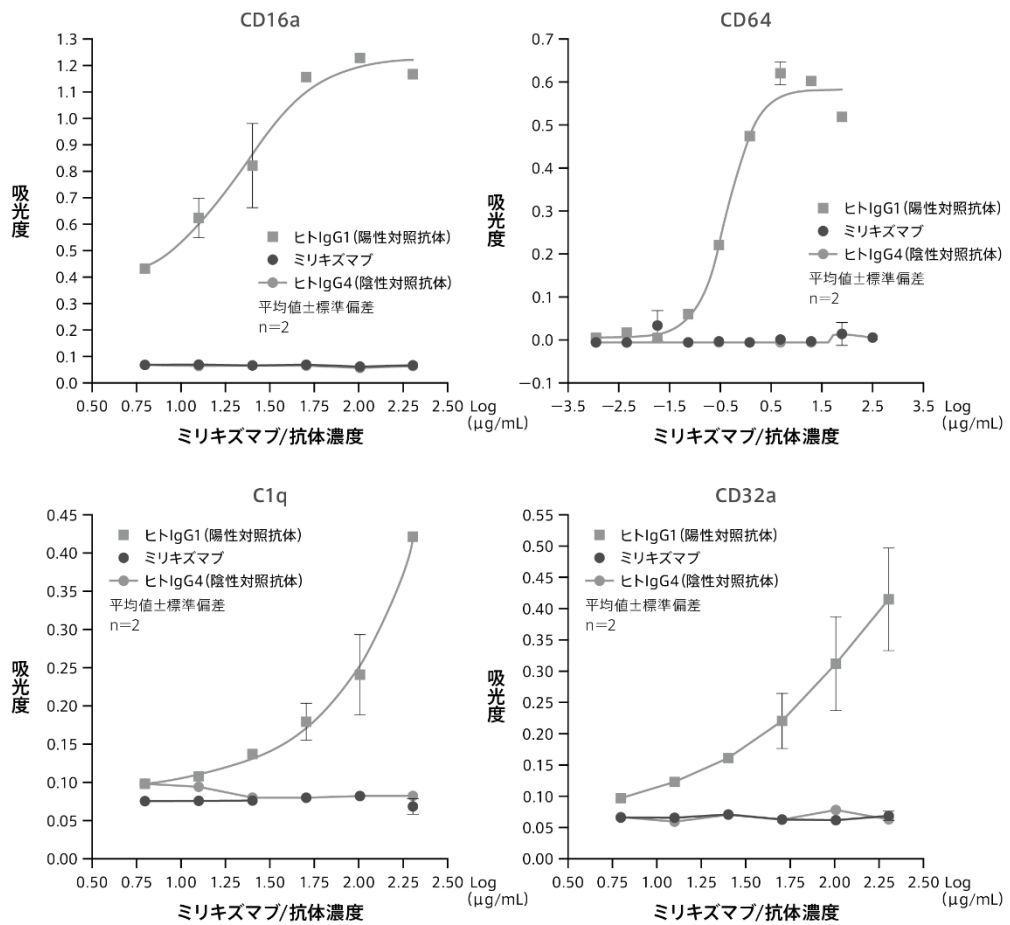 CD16a
1.3
1.2
1.1
1.0
0.9
0.8
0.7
0.6
0.5
0.4
0.3
0.2
0.1
0.0
吸光度
ヒトIgG1（陽性対照抗体）
ミリキズマブ
ヒトIgG4（陰性対照抗体）
平均値±標準偏差
n＝2
0.50 0.75 1.00 1.25 1.50 1.75 2.00 2.25 2.50 Log
(μg/mL)
ミリキズマブ/抗体濃度
CD64
0.7
0.6
0.5
0.4
0.3
0.2
0.1
0.0
−0.1
吸光度
ヒトIgG1（陽性対照抗体）
ミリキズマブ
ヒトIgG4（陰性対照抗体）
平均値±標準偏差
n＝2
−3.5 −2.5 −1.5 −0.5 0.5 1.5 2.5 3.5 Log
(μg/mL)
ミリキズマブ/抗体濃度
C1q
0.45
0.40
0.35
0.30
0.25
0.20
0.15
0.10
0.05
0.00
吸光度
ヒトIgG1（陽性対照抗体）
ミリキズマブ
ヒトIgG4（陰性対照抗体）
平均値±標準偏差
n＝2
0.50 0.75 1.00 1.25 1.50 1.75 2.00 2.25 2.50 Log
(μg/mL)
ミリキズマブ/抗体濃度
CD32a
0.55
0.50
0.45
0.40
0.35
0.30
0.25
0.20
0.15
0.10
0.05
0.00
吸光度
ヒトIgG1（陽性対照抗体）
ミリキズマブ
ヒトIgG4（陰性対照抗体）
平均値±標準偏差
n＝2
0.50 0.75 1.00 1.25 1.50 1.75 2.00 2.25 2.50 Log
(μg/mL)
ミリキズマブ/抗体濃度